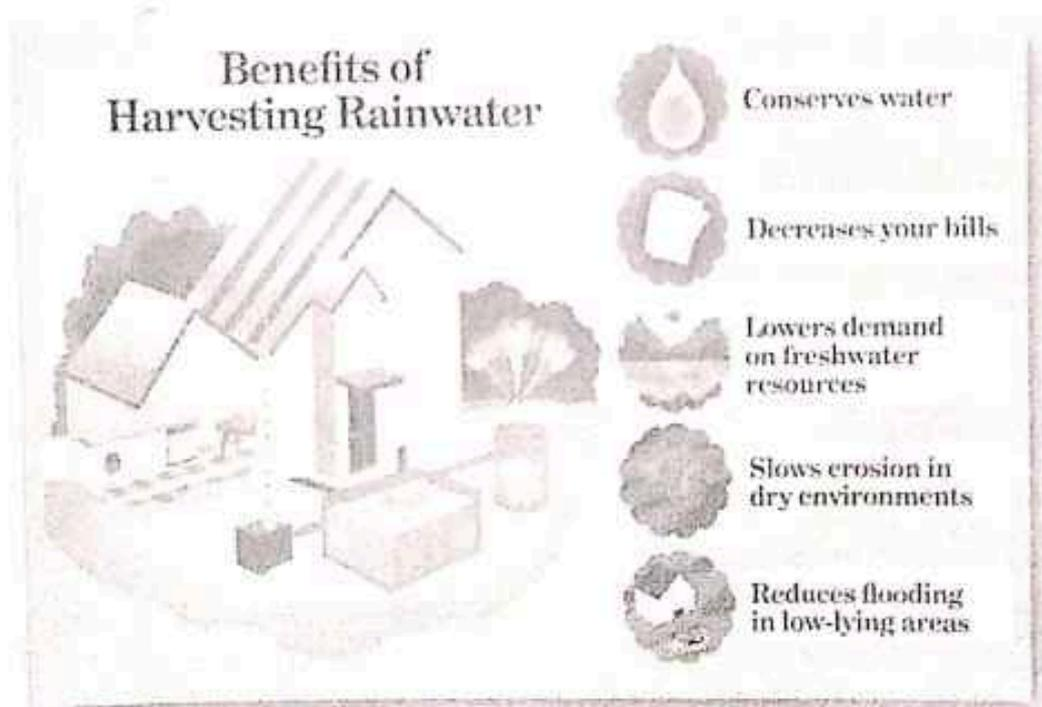 Benefits of
Harvesting Rainwater
Conserves water
Decreases your bills
Lowers demand
on freshwater
resources
Slows erosion in
dry environments
Reduces flooding
in low-lying areas